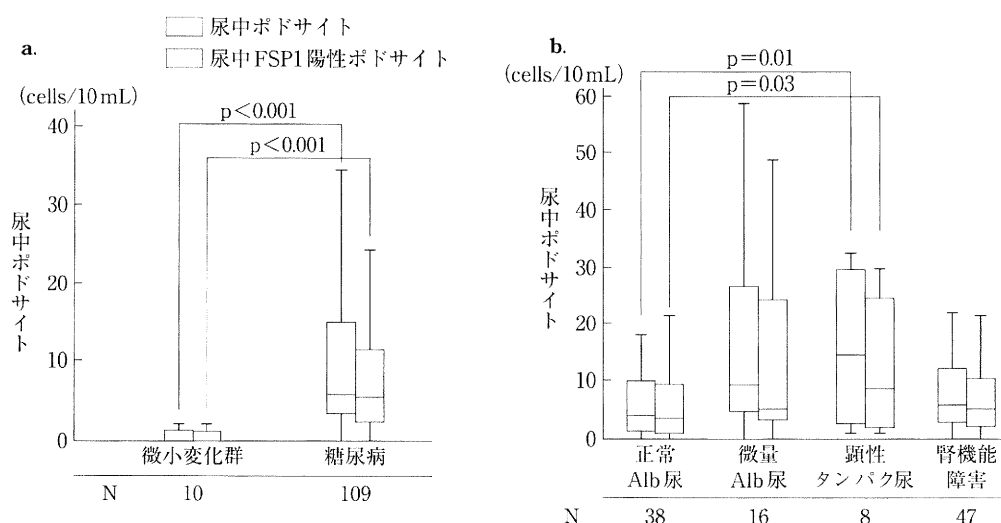 a.
尿中ポドサイト
尿中FSP1陽性ポドサイト
(cells/10mL)
尿中ポドサイト
40
30
20
10
0
p<0.001
p<0.001
微小変化群 糖尿病
N 10 109
b.
(cells/10mL)
尿中ポドサイト
60
50
40
30
20
10
0
p=0.01
p=0.03
正常 微量 顕性 腎機能
Alb尿 Alb尿 タンパク尿 障害
N 38 16 8 47